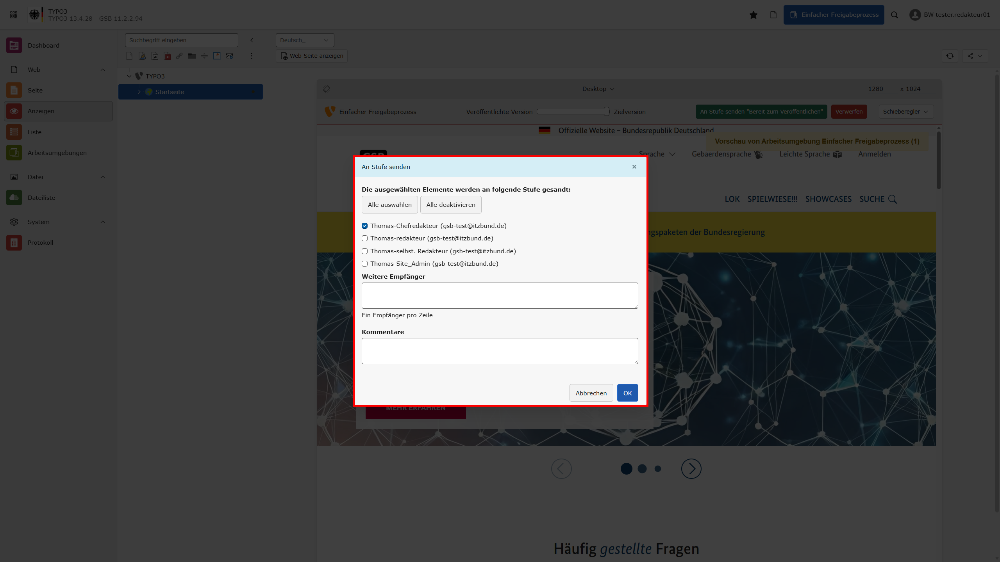 TYPO3
TYPO3 13.4.28 - GSB 11.2.2.94
Einfacher Freigabeprozess
BW tester.redakteur01
Dashboard
Web
Seite
Anzeigen
Liste
Arbeitsumgebungen
Datei
Dateiliste
System
Protokoll
Suchbegriff eingeben
TYPO3
Startseite
Deutsch_
Web-Seite anzeigen
Desktop
1280 x 1024
Einfacher Freigabeprozess
Veröffentlichte Version
Zielversion
An Stufe senden "Bereit zum Veröffentlichen"
Verwerfen
Schieberegler
Offizielle Website – Bundesrepublik Deutschland
Vorschau von Arbeitsumgebung Einfacher Freigabeprozess (1)
GSB
Sprache
Gebaerdensprache
Leichte Sprache
Anmelden
LOK
SPIELWIESE!!!
SHOWCASES
SUCHE
ngspaketen der Bundesregierung
An Stufe senden
Die ausgewählten Elemente werden an folgende Stufe gesandt:
Alle auswählen
Alle deaktivieren
Thomas-Chefredakteur (gsb-test@itzbund.de)
Thomas-redakteur (gsb-test@itzbund.de)
Thomas-selbst. Redakteur (gsb-test@itzbund.de)
Thomas-Site_Admin (gsb-test@itzbund.de)
Weitere Empfänger
Ein Empfänger pro Zeile
Kommentare
Abbrechen
OK
MEHR ERFAHREN
Häufig gestellte Fragen